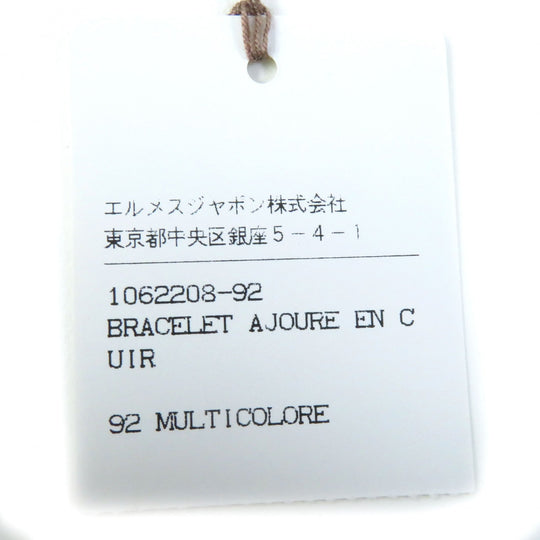 エルメスジャポン株式会社
東京都中央区銀座５－４－１
1062208-92
BRACELET AJOURE EN C
UIR
92 MULTICOLORE